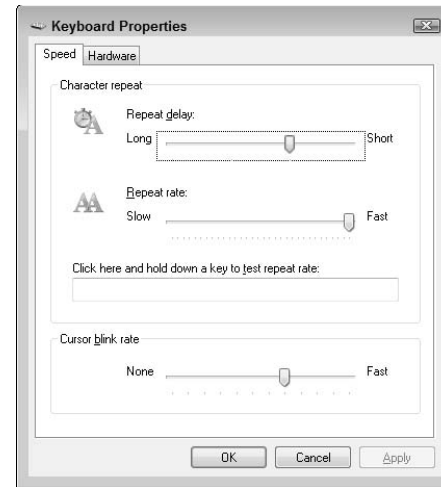 Keyboard Properties
Speed Hardware
Character repeat
Repeat delay:
Long Short
Repeat rate:
Slow Fast
Click here and hold down a key to test repeat rate:
Cursor blink rate
None Fast
OK Cancel Apply